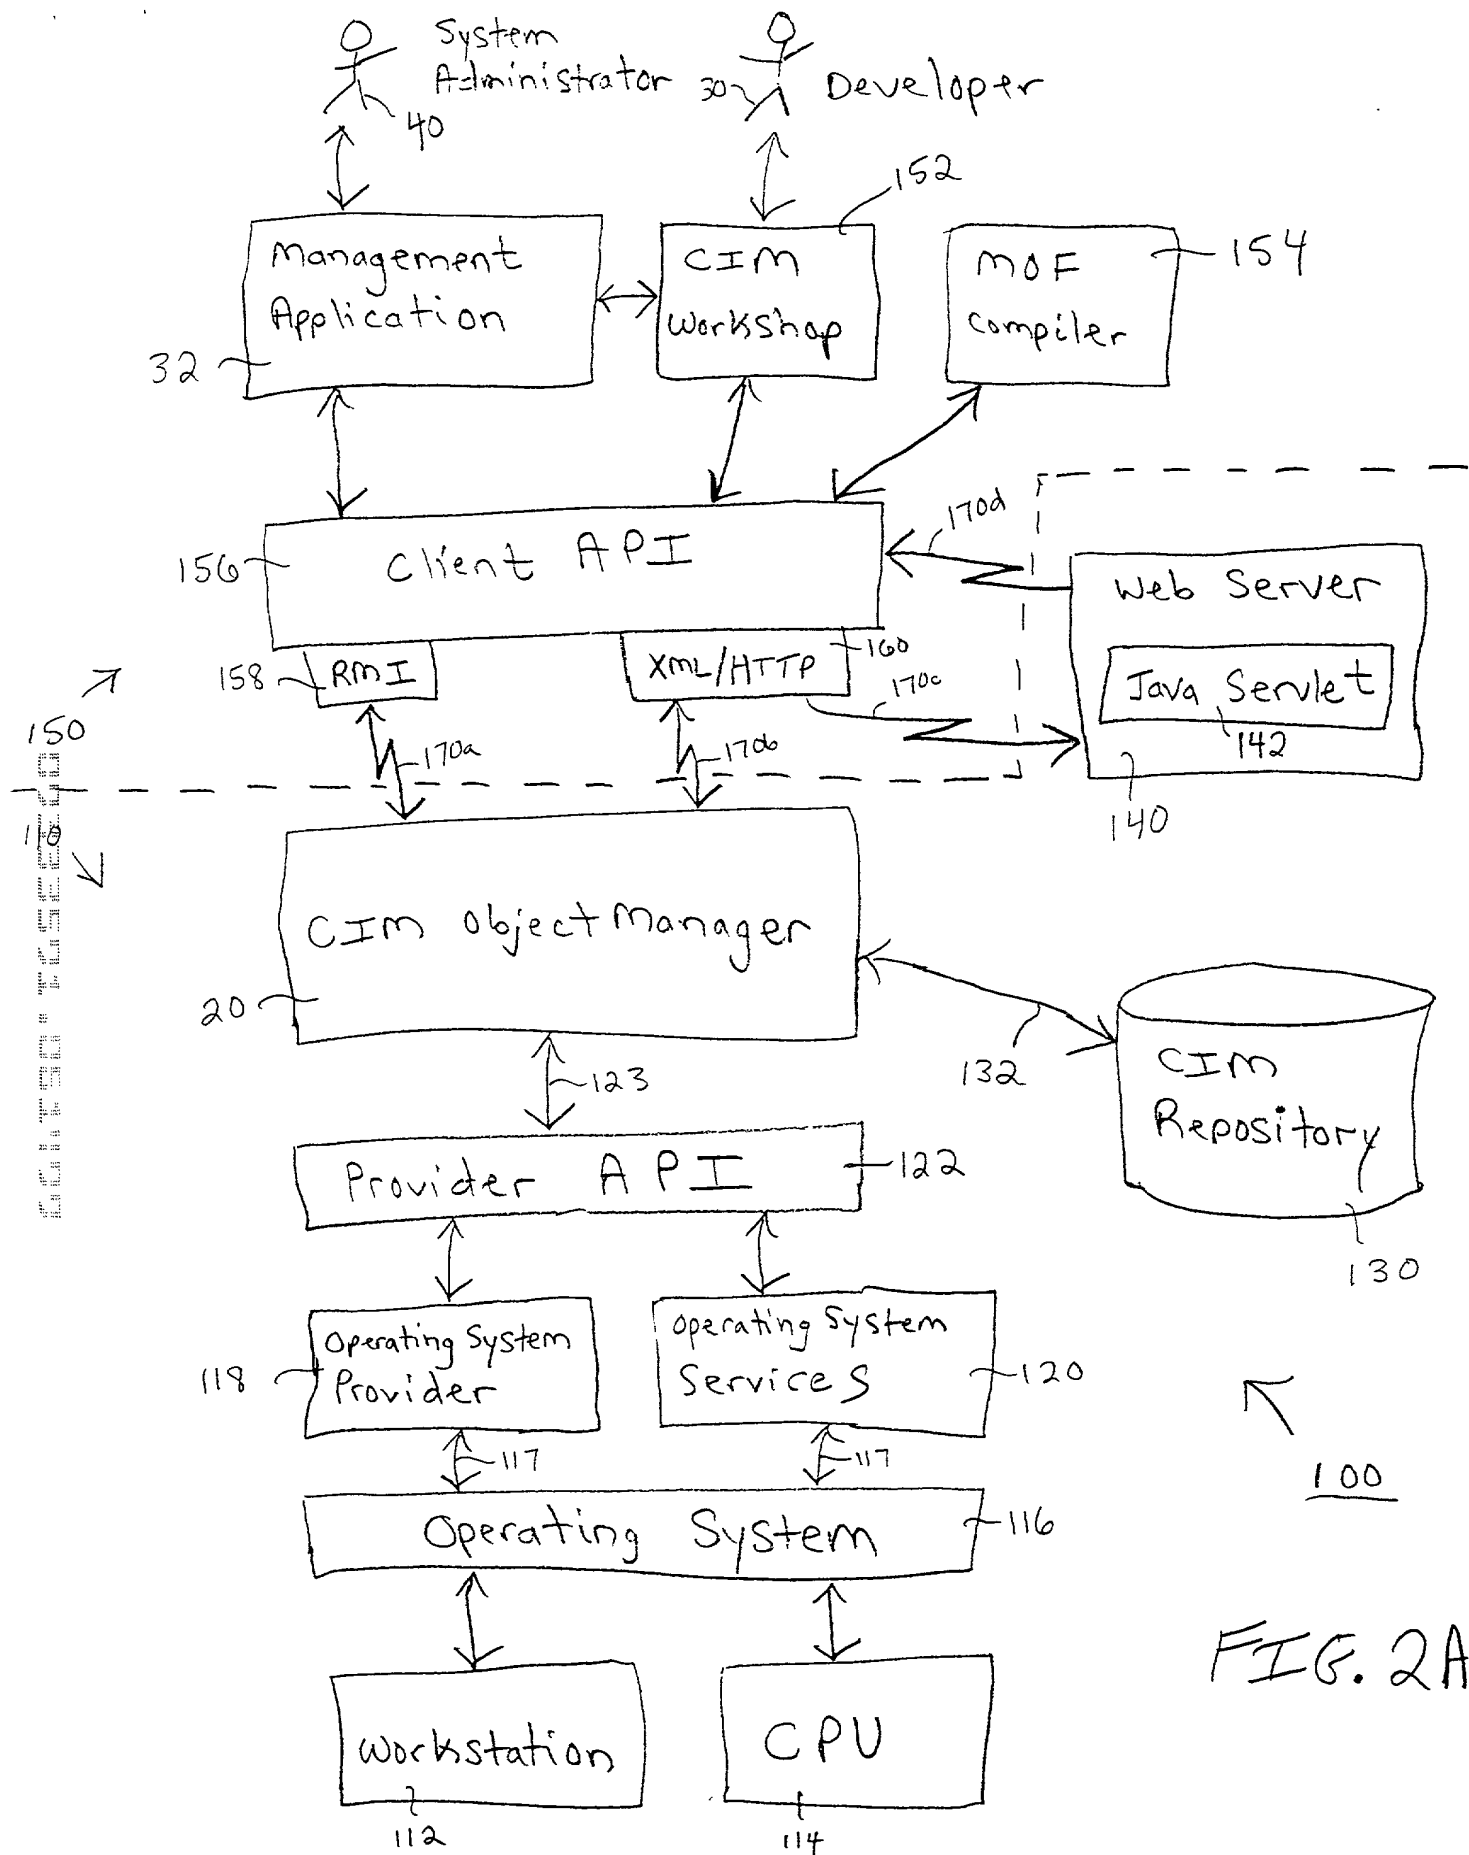 System
Administrator
40
30
Developer
Management
Application
32
CIM
Workshop
152
MOF
Compiler
154
Client API
156
170d
Web Server
Java Servlet
142
140
158
RMI
XML/HTTP
160
170c
150
170a
170b
110
CIM Object Manager
20
132
CIM
Repository
130
123
Provider API
122
Operating System
Provider
118
Operating System
Services
120
117
117
100
Operating System
116
FIG. 2A
Workstation
112
CPU
114